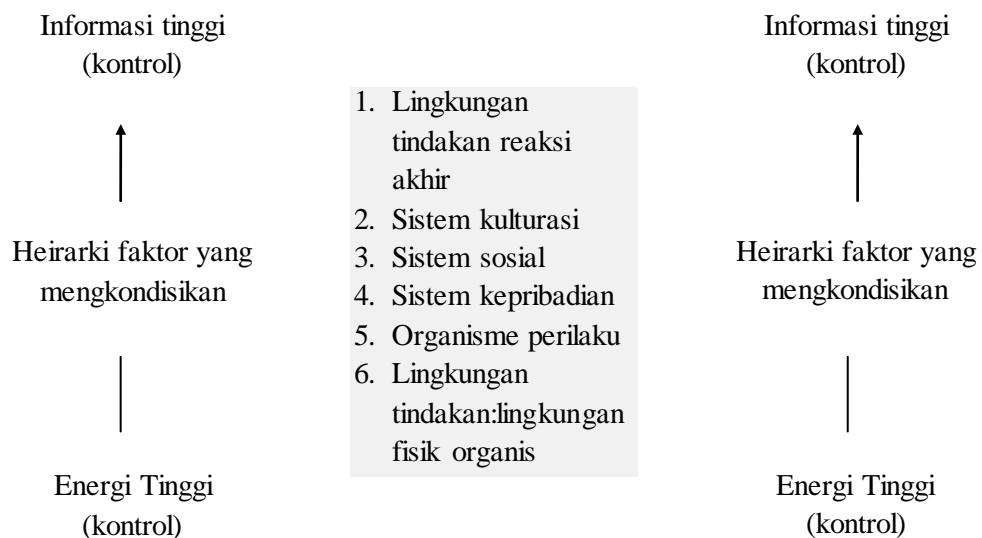 Informasi tinggi
(kontrol)
Heirarki faktor yang
mengkondisikan
Energi Tinggi
(kontrol)
1. Lingkungan
tindakan reaksi
akhir
2. Sistem kulturasi
3. Sistem sosial
4. Sistem kepribadian
5. Organisme perilaku
6. Lingkungan
tindakan:lingkungan
fisik organis
Informasi tinggi
(kontrol)
Heirarki faktor yang
mengkondisikan
Energi Tinggi
(kontrol)